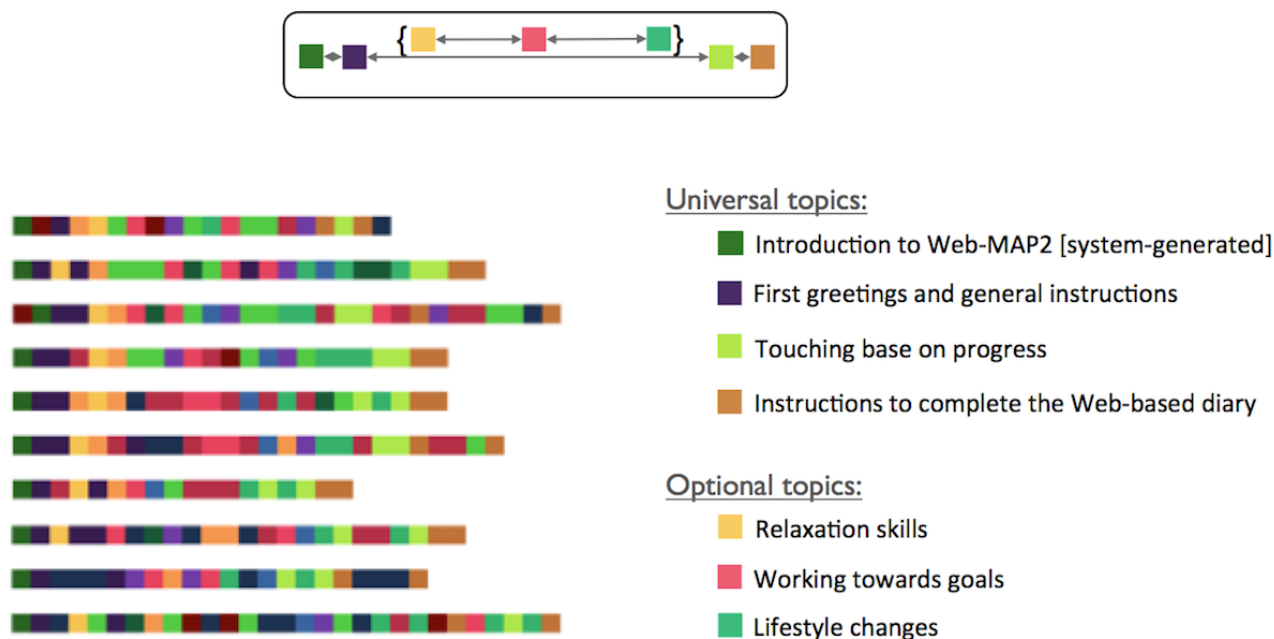 { }
Universal topics:
Introduction to Web-MAP2 [system-generated]
First greetings and general instructions
Touching base on progress
Instructions to complete the Web-based diary
Optional topics:
Relaxation skills
Working towards goals
Lifestyle changes